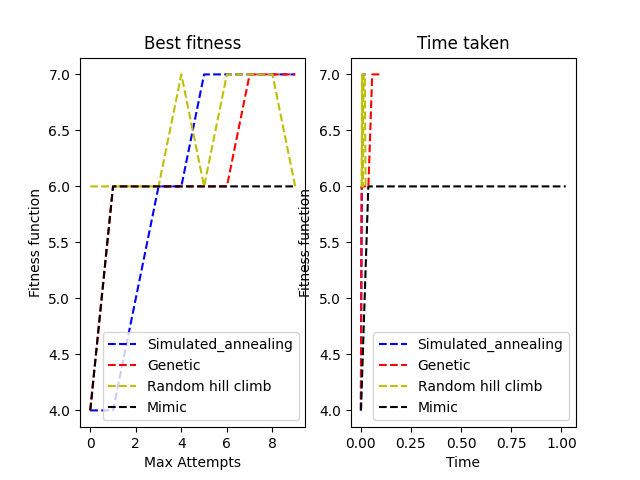 Best fitness
Fitness function
7.0
6.5
6.0
5.5
5.0
4.5
4.0
Simulated_annealing
Genetic
Random hill climb
Mimic
0 2 4 6 8
Max Attempts
Time taken
Fitness function
7.0
6.5
6.0
5.5
5.0
4.5
4.0
Simulated_annealing
Genetic
Random hill climb
Mimic
0.00 0.25 0.50 0.75 1.00
Time